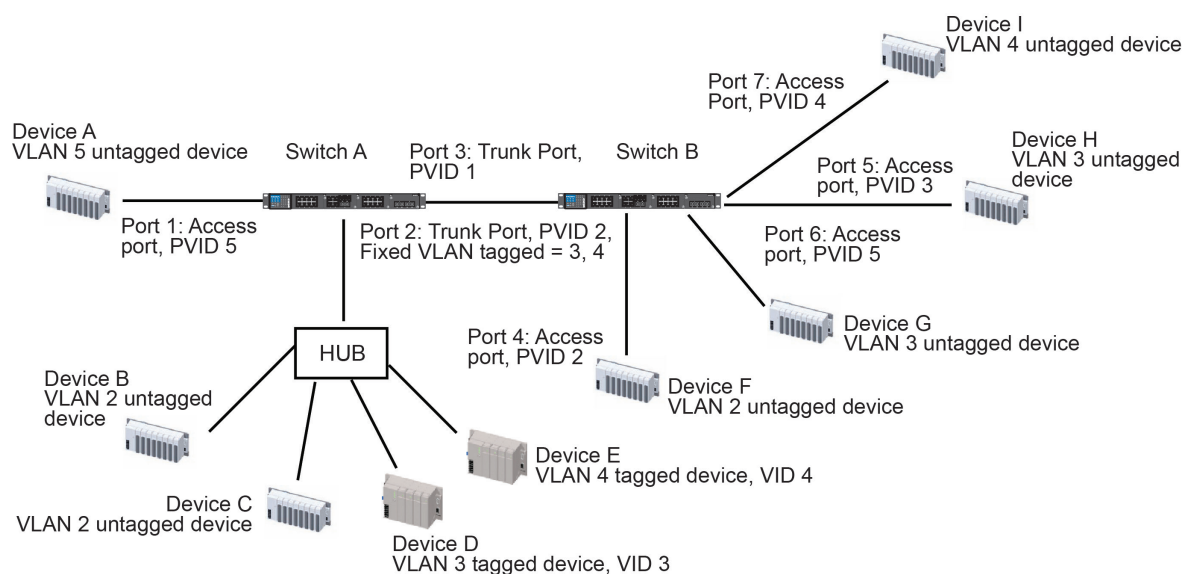 Device I
VLAN 4 untagged device
Port 7: Access
Port, PVID 4
Device A
VLAN 5 untagged device
Switch A
Port 3: Trunk Port,
PVID 1
Switch B
Device H
VLAN 3 untagged
device
Port 5: Access
port, PVID 3
Port 1: Access
port, PVID 5
Port 2: Trunk Port, PVID 2,
Fixed VLAN tagged = 3, 4
Port 6: Access
port, PVID 5
Device G
VLAN 3 untagged device
Port 4: Access
port, PVID 2
HUB
Device B
VLAN 2 untagged
device
Device F
VLAN 2 untagged device
Device E
VLAN 4 tagged device, VID 4
Device C
VLAN 2 untagged device
Device D
VLAN 3 tagged device, VID 3